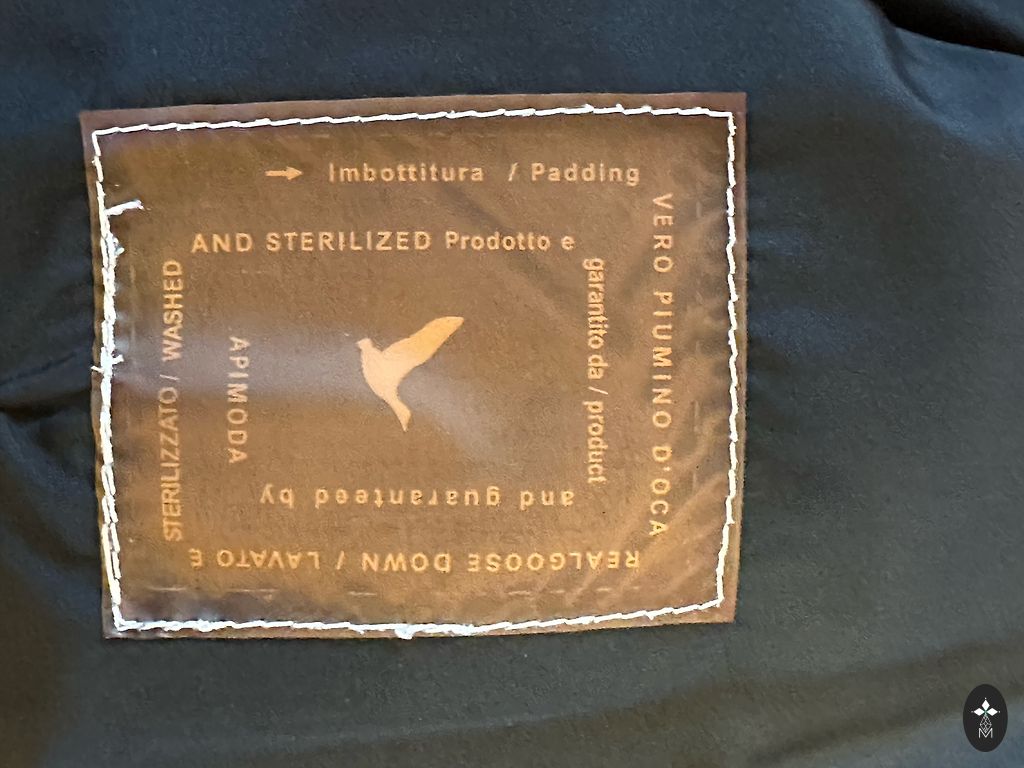 → Imbottitura / Padding
VERO PIUMINO D'OCA
REALGOOSE DOWN / LAVATO E
STERILIZZATO / WASHED
AND STERILIZED Prodotto e
garantito da / product
and guaranteed by
APIMODA
M